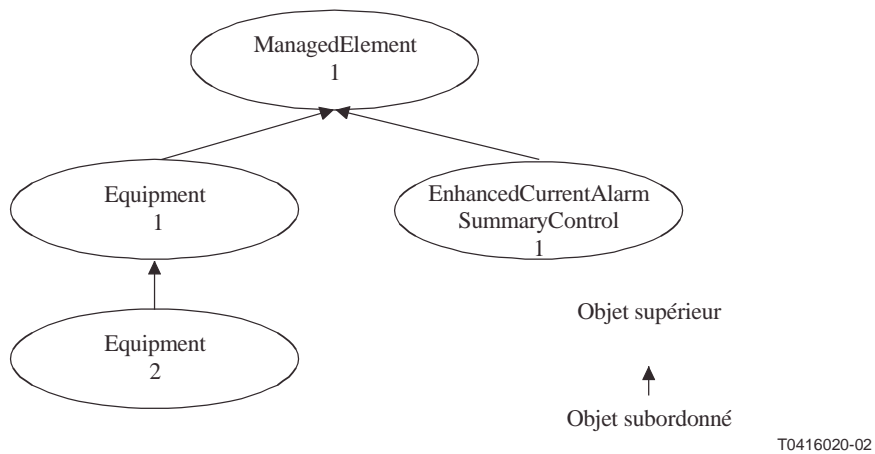 ManagedElement
1
Equipment
1
EnhancedCurrentAlarm
SummaryControl
1
Equipment
2
Objet supérieur
Objet subordonné
T0416020-02